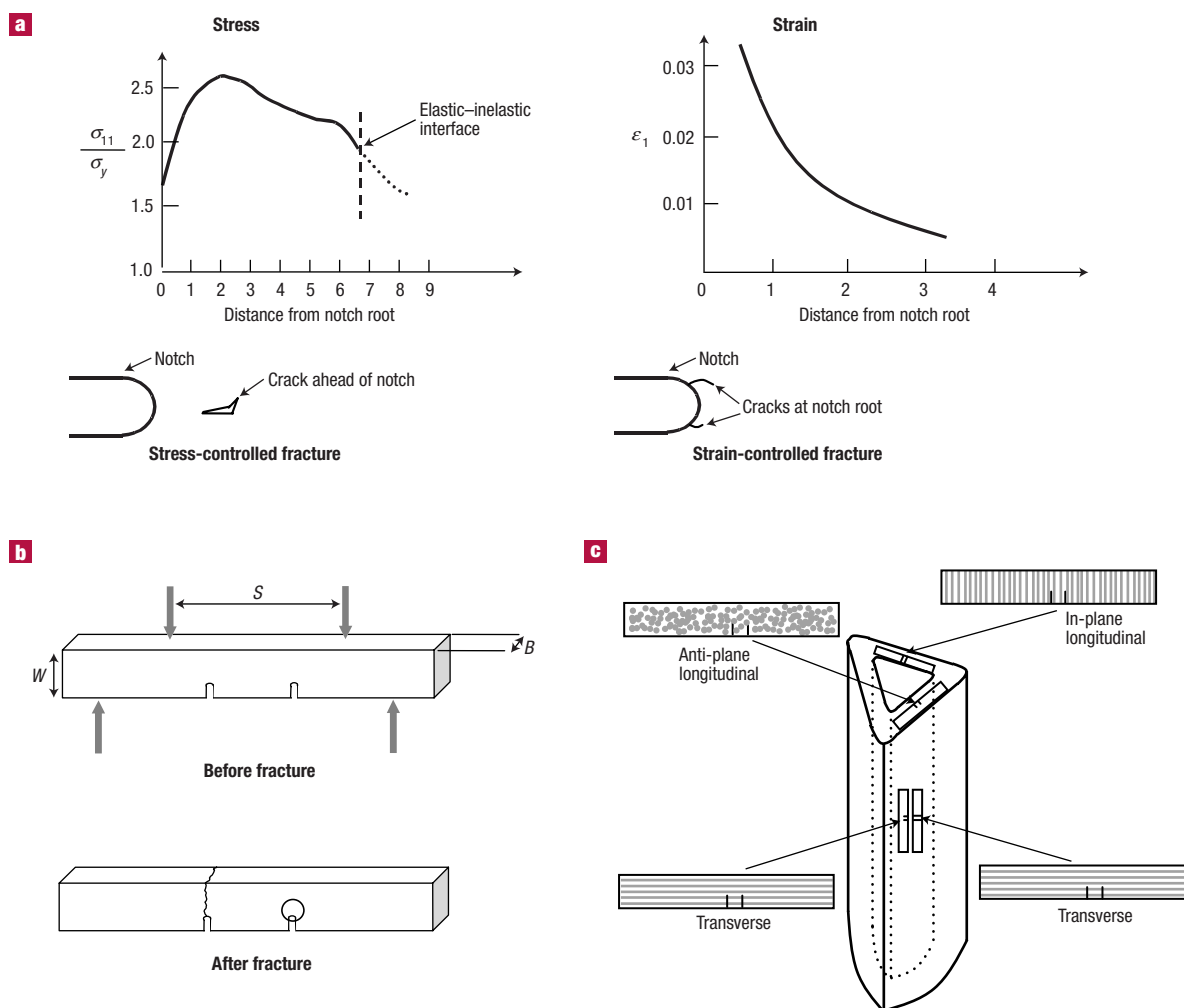 a
Stress
2.5
2.0
1.5
1.0
σ11
σy
Elastic–inelastic
interface
0 1 2 3 4 5 6 7 8 9
Distance from notch root
Notch
Crack ahead of notch
Stress-controlled fracture
Strain
0.03
0.02
0.01
ε1
0 1 2 3 4
Distance from notch root
Notch
Cracks at notch root
Strain-controlled fracture
b
S
B
W
Before fracture
After fracture
c
In-plane
longitudinal
Anti-plane
longitudinal
Transverse
Transverse